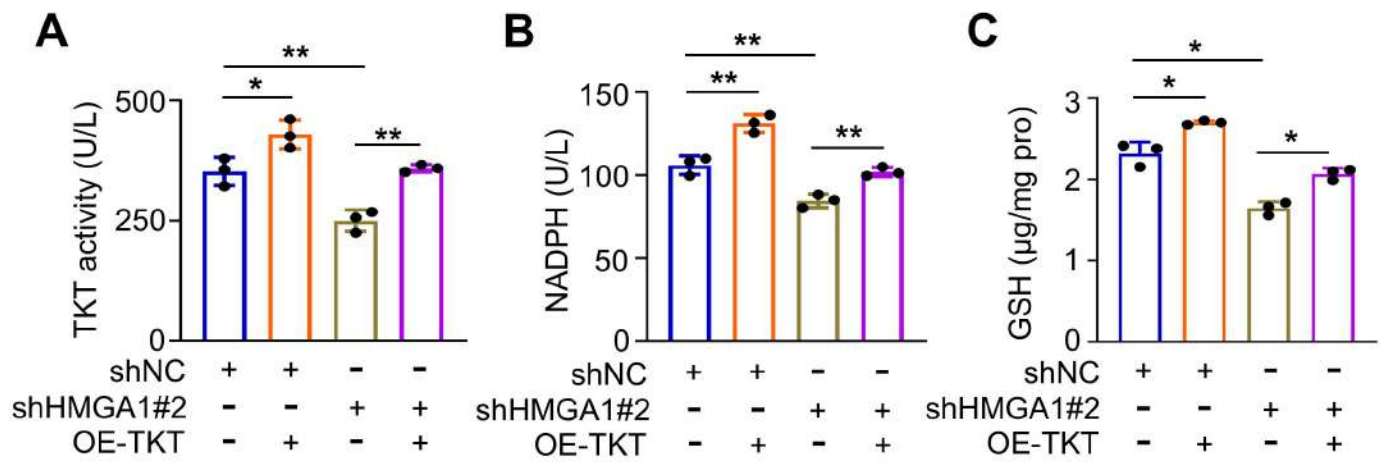 A
B
C
**
*
**
**
**
**
*
*
*
TKT activity (U/L)
500
250
0
NADPH (U/L)
150
100
50
0
GSH (μg/mg pro)
3
2
1
0
shNC + + - -
shHMGA1#2 - - + +
OE-TKT - + - +
shNC + + - -
shHMGA1#2 - - + +
OE-TKT - + - +
shNC + + - -
shHMGA1#2 - - + +
OE-TKT - + - +